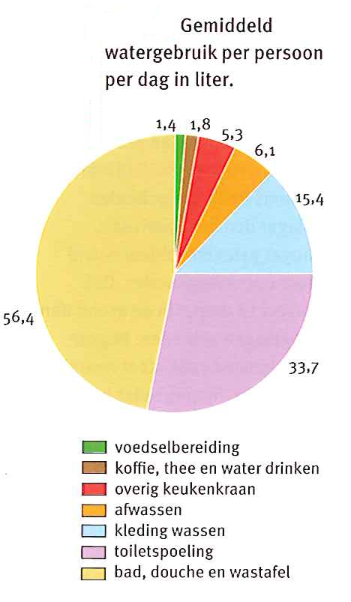 Gemiddeld
watergebruik per persoon
per dag in liter.
1,4
1,8
5,3
6,1
15,4
33,7
56,4
voedselbereiding
koffie, thee en water drinken
overig keukenkraan
afwassen
kleding wassen
toiletspoeling
bad, douche en wastafel